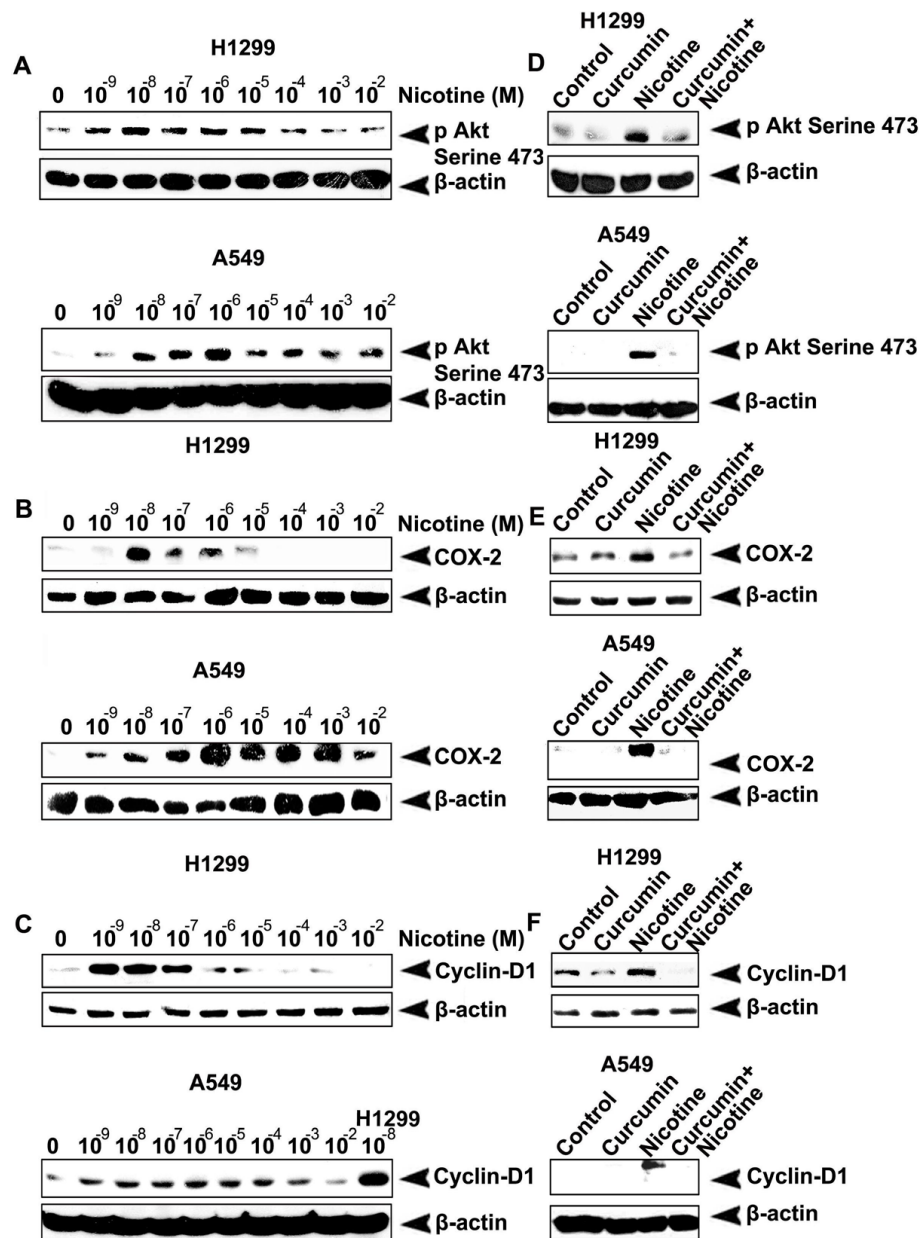 H1299
A
0 10-9 10-8 10-7 10-6 10-5 10-4 10-3 10-2 Nicotine (M)
p Akt
Serine 473
β-actin
A549
0 10-9 10-8 10-7 10-6 10-5 10-4 10-3 10-2
p Akt
Serine 473
β-actin
H1299
B
0 10-9 10-8 10-7 10-6 10-5 10-4 10-3 10-2 Nicotine (M)
COX-2
β-actin
A549
0 10-9 10-8 10-7 10-6 10-5 10-4 10-3 10-2
COX-2
β-actin
H1299
C
0 10-9 10-8 10-7 10-6 10-5 10-4 10-3 10-2 Nicotine (M)
Cyclin-D1
β-actin
A549
H1299
0 10-9 10-8 10-7 10-6 10-5 10-4 10-3 10-2 10-8
Cyclin-D1
β-actin
H1299
D
Control
Curcumin
Nicotine
Curcumin+
Nicotine
p Akt Serine 473
β-actin
A549
Control
Curcumin
Nicotine
Curcumin+
Nicotine
p Akt Serine 473
β-actin
H1299
E
Control
Curcumin
Nicotine
Curcumin+
Nicotine
COX-2
β-actin
A549
Control
Curcumin
Nicotine
Curcumin+
Nicotine
COX-2
β-actin
H1299
F
Control
Curcumin
Nicotine
Curcumin+
Nicotine
Cyclin-D1
β-actin
A549
Control
Curcumin
Nicotine
Curcumin+
Nicotine
Cyclin-D1
β-actin